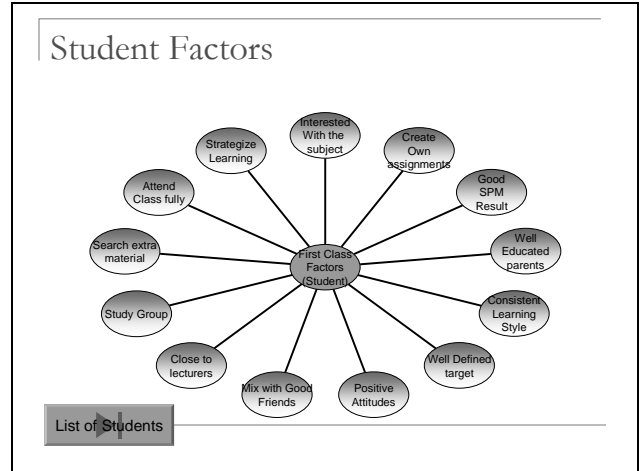 Student Factors
Interested
With the
subject
Create
Own
assignments
Good
SPM
Result
Well
Educated
parents
Consistent
Learning
Style
Well Defined
target
Positive
Attitudes
Mix with Good
Friends
Close to
lecturers
Study Group
Search extra
material
Attend
Class fully
Strategize
Learning
First Class
Factors
(Student)
List of Students